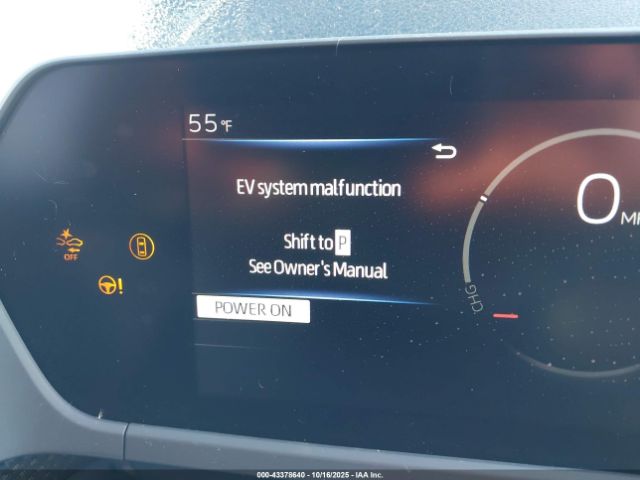 55°F
EV system malfunction
Shift to P
See Owner's Manual
POWER ON
OFF
!
0
CHG
000-43378640 | 10/16/2025 | IAA Inc.